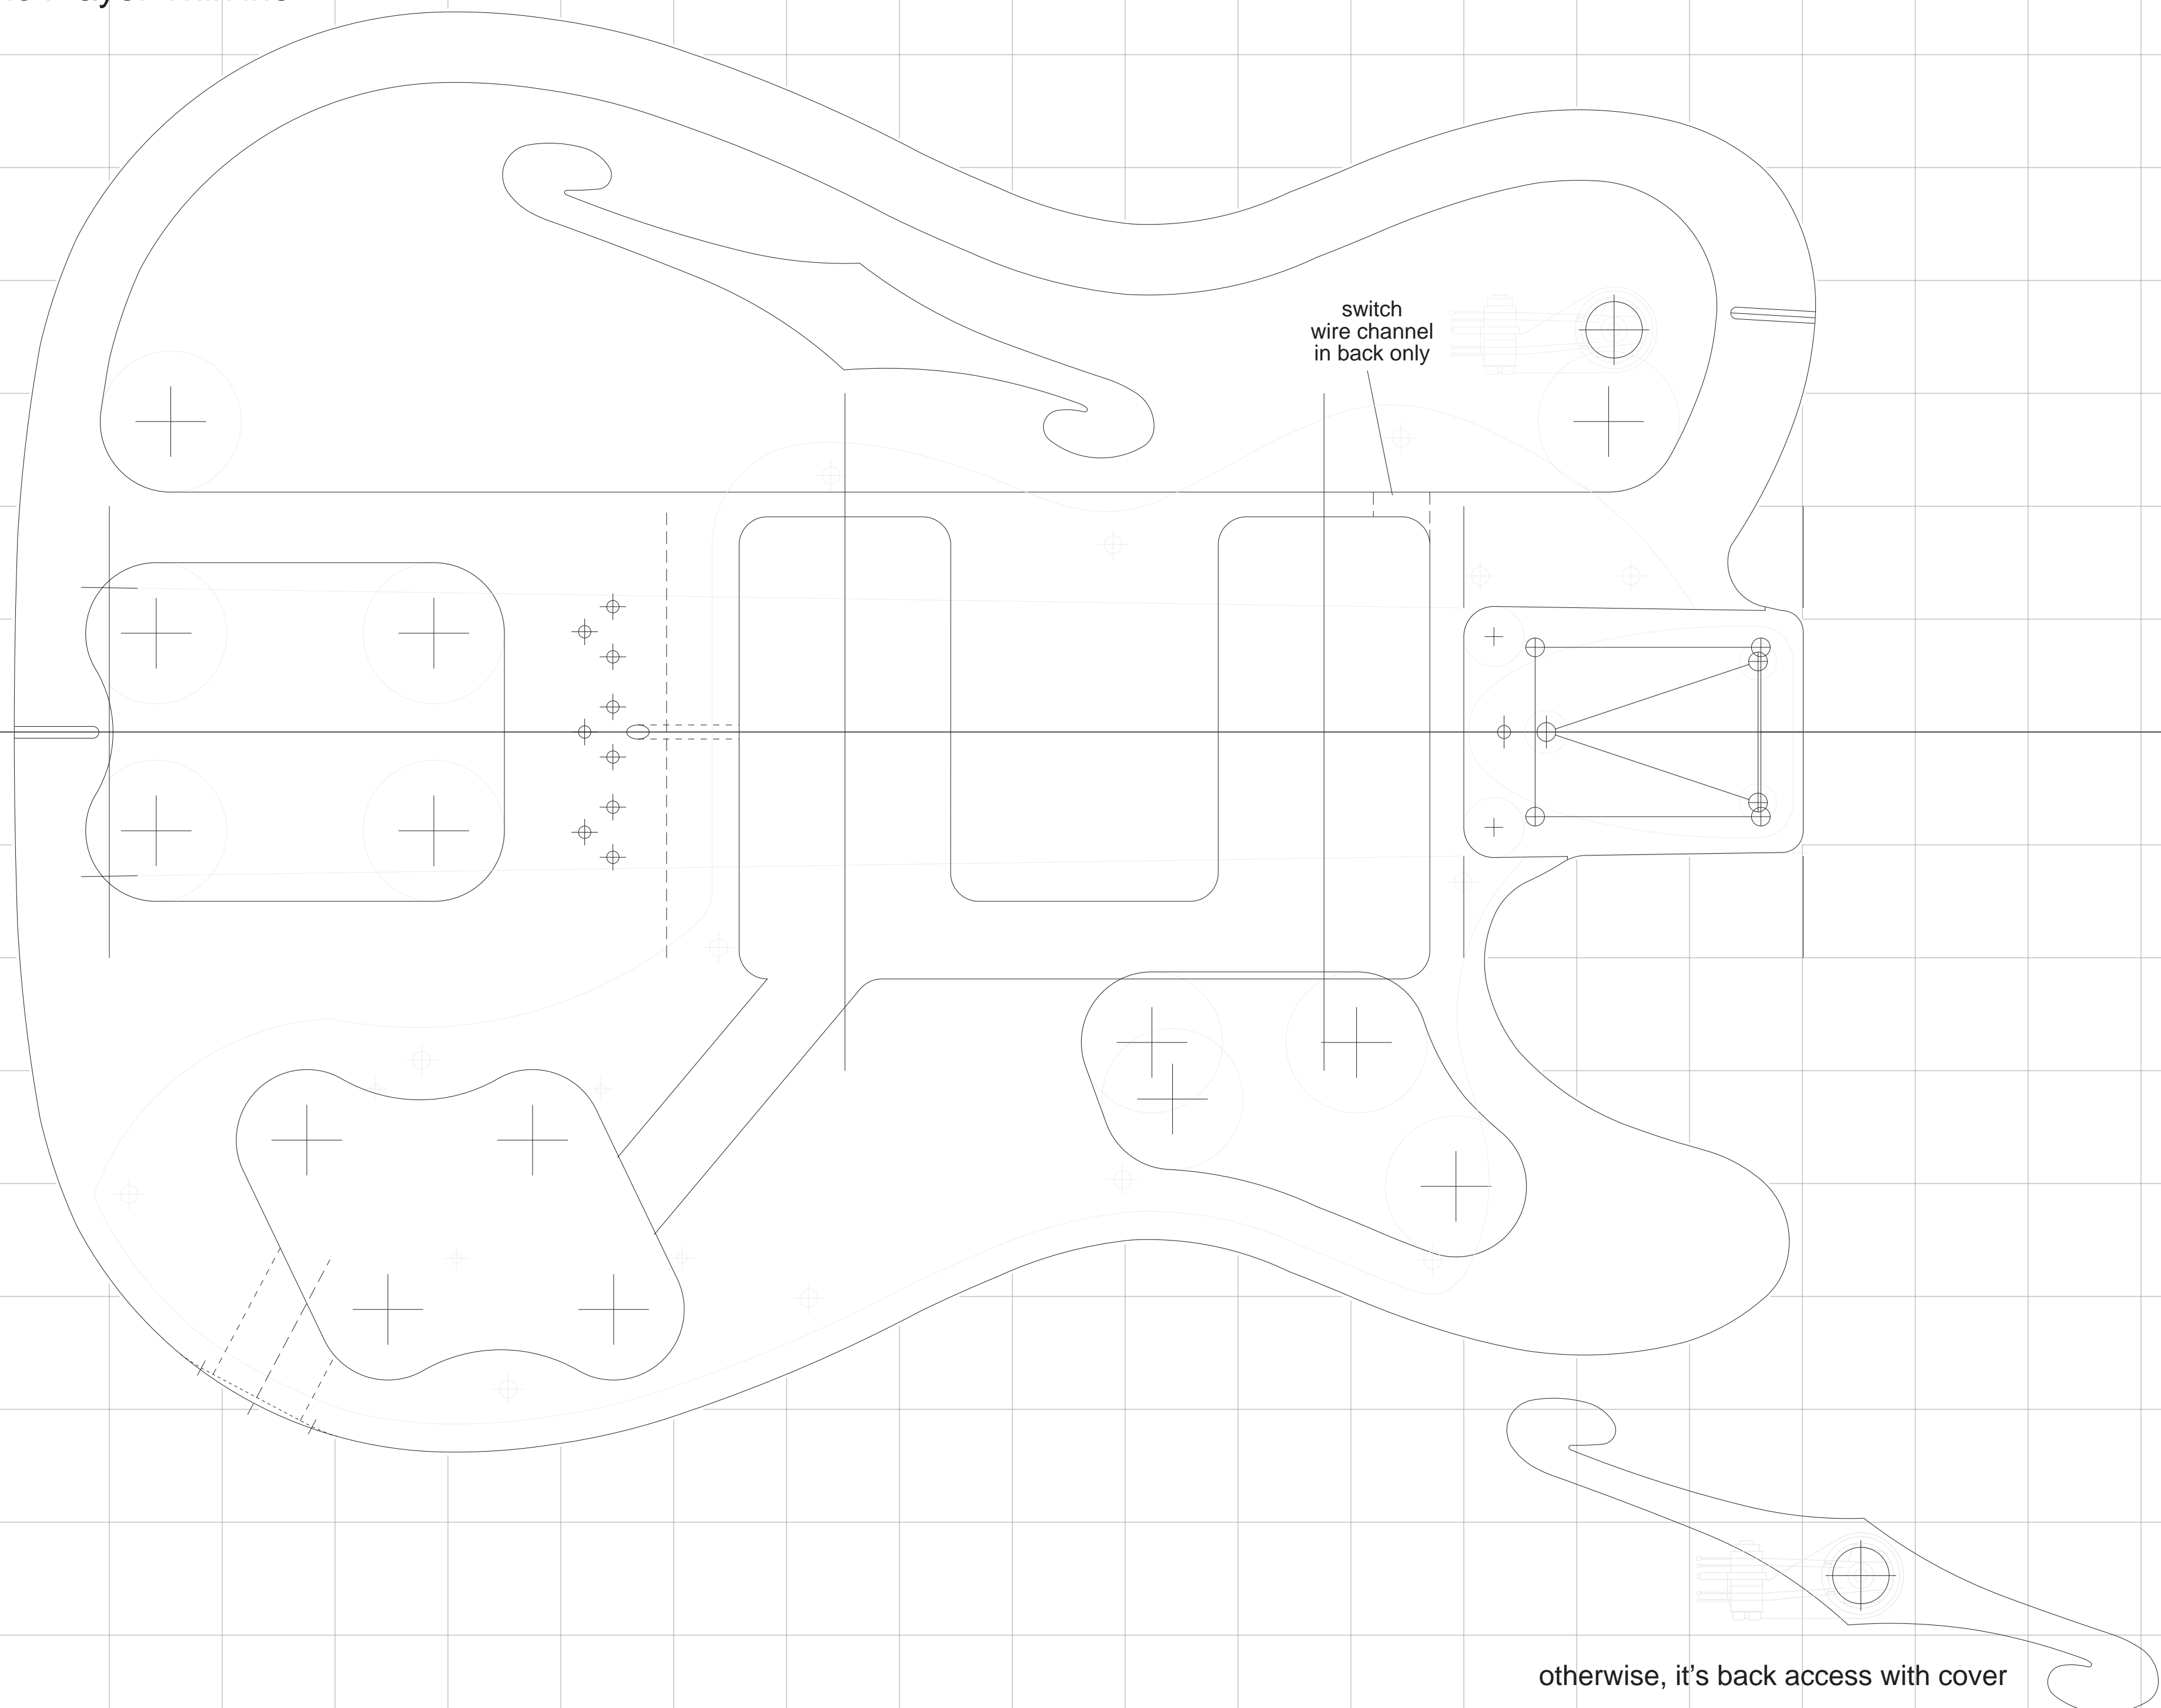 switch
wire channel
in back only
otherwise, it's back access with cover